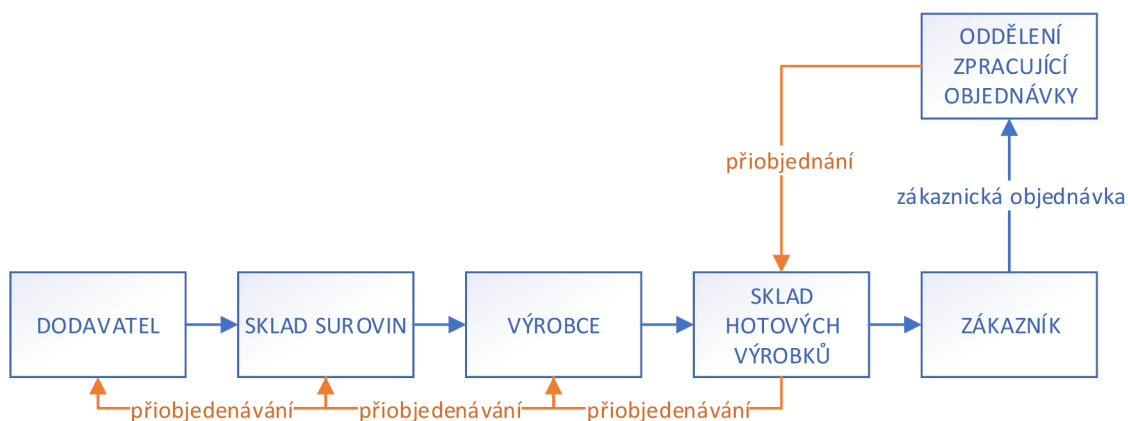 ODDĚLENÍ
ZPRACUJÍCÍ
OBJEDNÁVKY
přiobjednání
zákaznická objednávka
DODAVATEL
SKLAD SUROVIN
VÝROBCE
SKLAD
HOTOVÝCH
VÝROBKŮ
ZÁKAZNÍK
přiobjedenávání
přiobjedenávání
přiobjedenávání